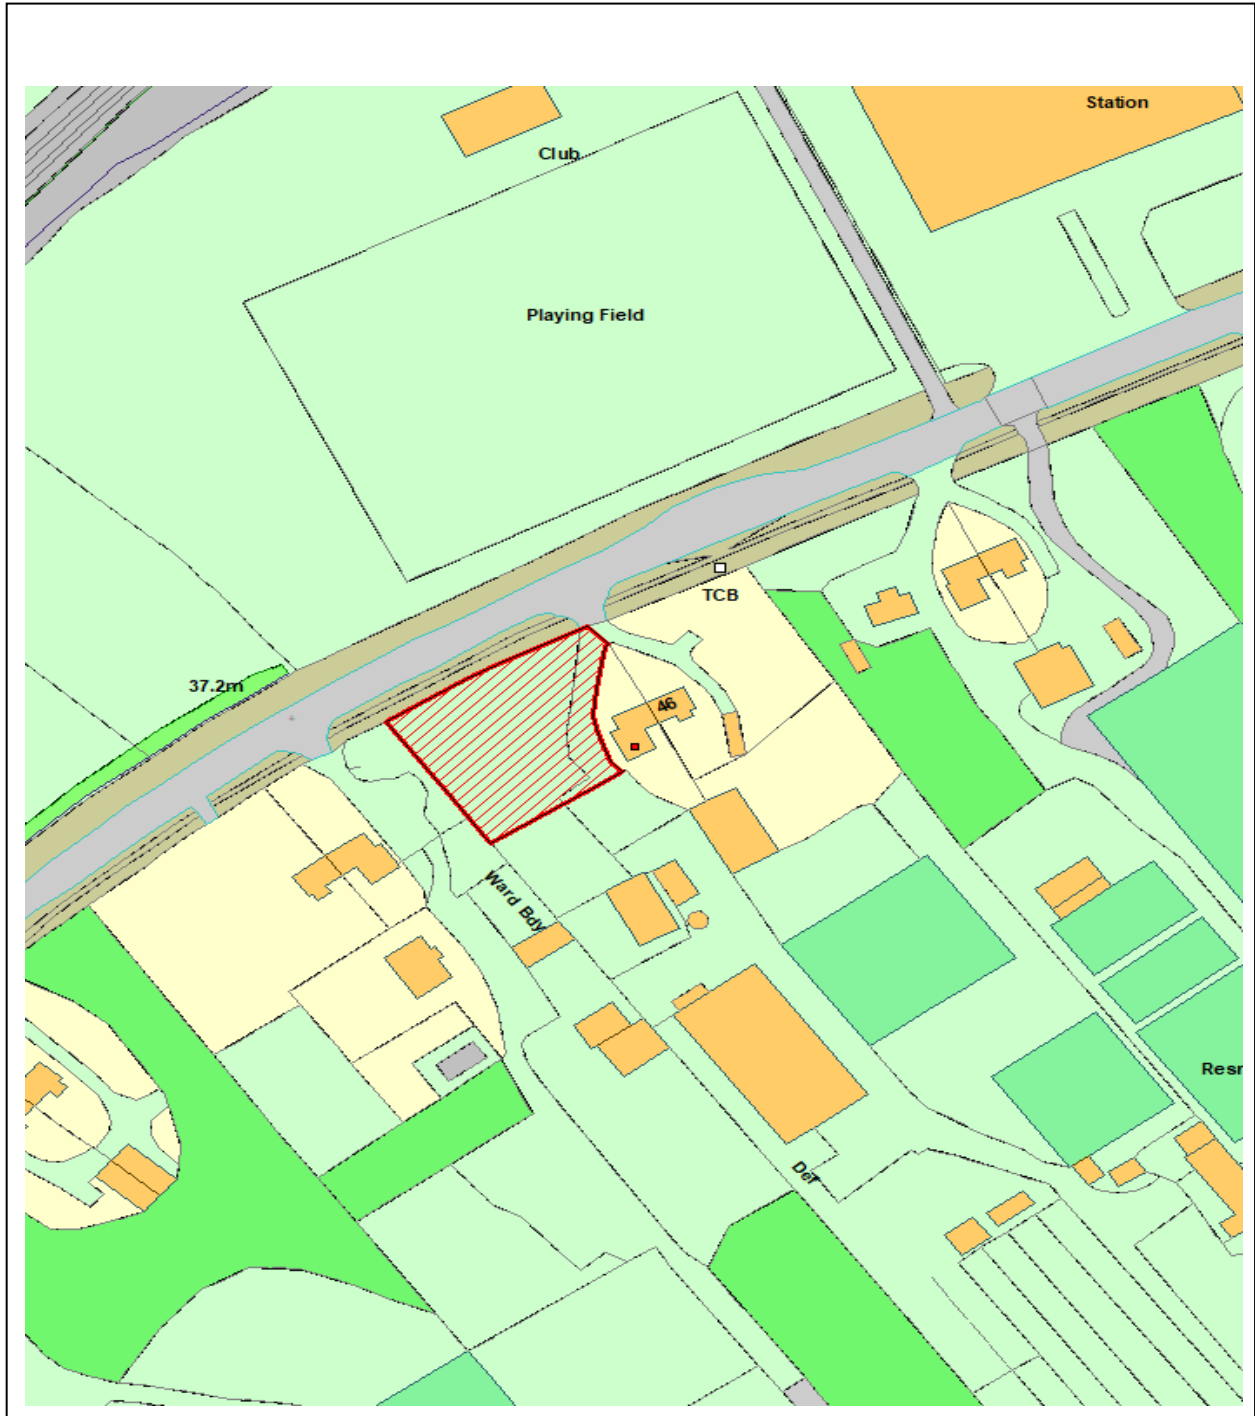 Station
Club
Playing Field
TCB
37.2m
46
Ward Bdy
Resr
Def